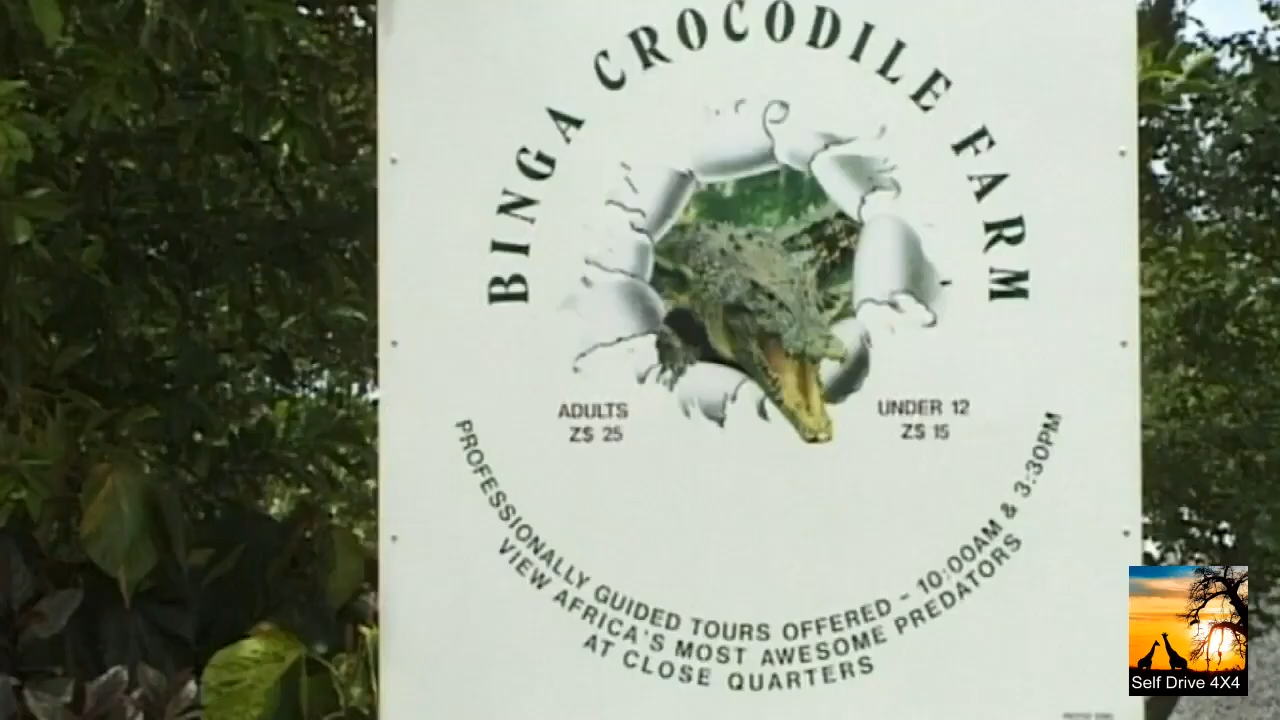 BINGA CROCODILE FARM
ADULTS
Z$ 25
UNDER 12
Z$ 15
PROFESSIONALLY GUIDED TOURS OFFERED - 10:00AM & 3:30PM
VIEW AFRICA'S MOST AWESOME PREDATORS
AT CLOSE QUARTERS
Self Drive 4X4